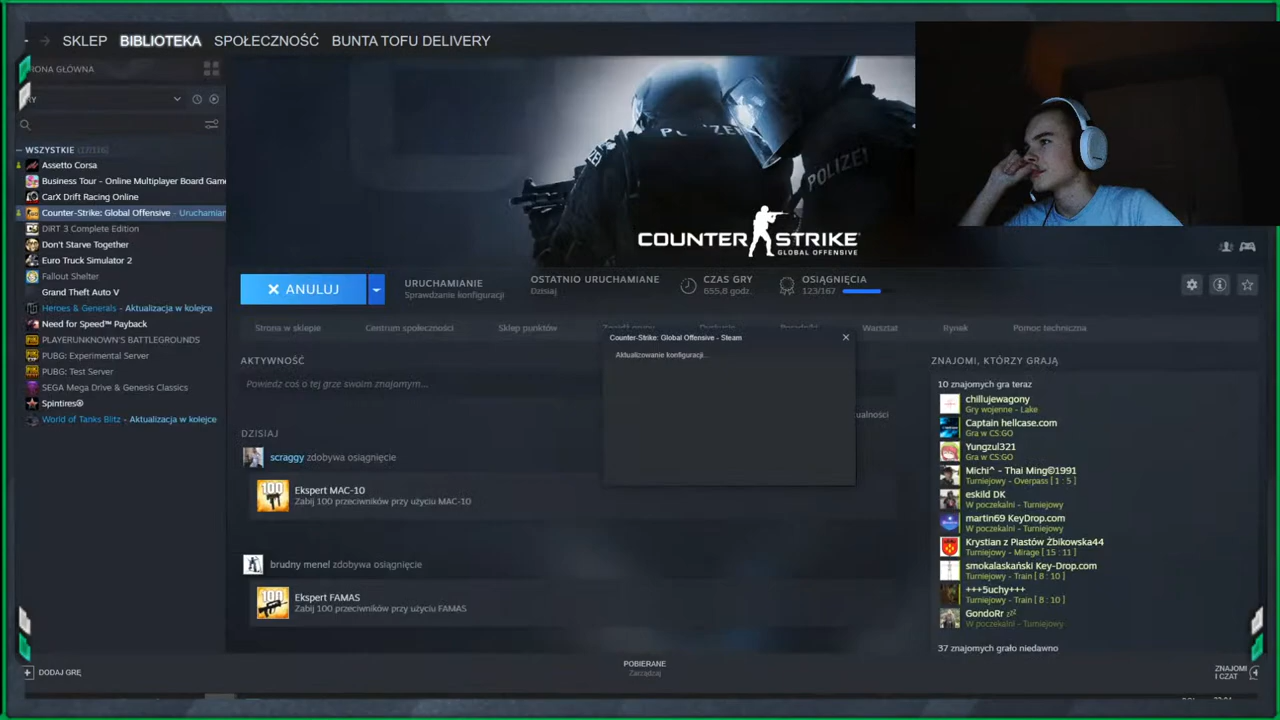 SKLEP BIBLIOTEKA SPOŁECZNOŚĆ BUNTA TOFU DELIVERY
GŁÓWNA
WSZYSTKIE
Assetto Corsa
Business Tour - Online Multiplayer Board Game
CarX Drift Racing Online
Counter-Strike: Global Offensive - Uruchamian
DiRT 3 Complete Edition
Don't Starve Together
Euro Truck Simulator 2
Fallout Shelter
Grand Theft Auto V
Heroes & Generals - Aktualizacja w kolejce
Need for Speed™ Payback
PLAYERUNKNOWN'S BATTLEGROUNDS
PUBG: Experimental Server
PUBG: Test Server
SEGA Mega Drive & Genesis Classics
Spintires®
World of Tanks Blitz - Aktualizacja w kolejce
DODAJ GRĘ
POLIZEI
POLIZEI
COUNTER STRIKE
GLOBAL OFFENSIVE
ANULUJ
URUCHAMIANIE
Sprawdzanie konfiguracji
OSTATNIO URUCHAMIANE
Dzisiaj
CZAS GRY
655,8 godz.
OSIĄGNIĘCIA
123/167
Strona w sklepie Centrum społeczności Sklep punktów Warsztat Rynek Pomoc techniczna
Counter-Strike: Global Offensive - Steam
Aktualizowanie konfiguracji...
AKTYWNOŚĆ
Powiedz coś o tej grze swoim znajomym...
ualności
DZISIAJ
scraggy zdobywa osiągnięcie
100
Ekspert MAC-10
Zabij 100 przeciwników przy użyciu MAC-10
brudny menel zdobywa osiągnięcie
100
Ekspert FAMAS
Zabij 100 przeciwników przy użyciu FAMAS
ZNAJOMI, KTÓRZY GRAJĄ
10 znajomych gra teraz
chillujewagony
Gry wojenne - Lake
Captain hellcase.com
Gra w CS:GO
Yungzul321
Gra w CS:GO
Michi^ - Thai Ming©1991
Turniejowy - Overpass [ 1 : 5 ]
eskild DK
W poczekalni - Turniejowy
martin69 KeyDrop.com
W poczekalni - Turniejowy
Krystian z Piastów Żbikowska44
Turniejowy - Mirage [ 15 : 11 ]
smokalaskański Key-Drop.com
Turniejowy - Train [ 8 : 10 ]
+++5uchy+++
Turniejowy - Train [ 8 : 10 ]
GondoRr zzz
W poczekalni - Turniejowy
37 znajomych grało niedawno
POBIERANE
Zarządzaj
ZNAJOMI
I CZAT